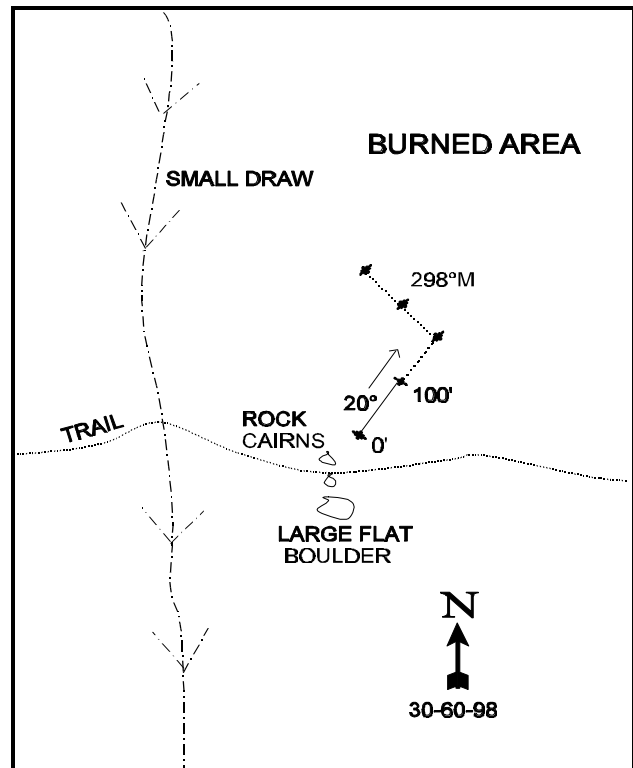 BURNED AREA
SMALL DRAW
298°M
20°
100'
TRAIL
ROCK
CAIRNS
0'
LARGE FLAT
BOULDER
N
30-60-98